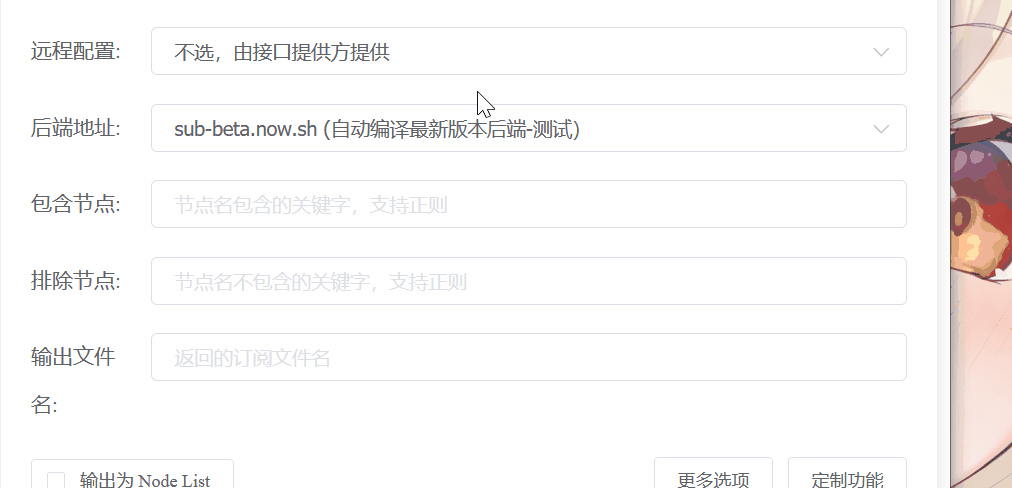 远程配置: 不选，由接口提供方提供
后端地址: sub-beta.now.sh (自动编译最新版本后端-测试)
包含节点: 节点名包含的关键字，支持正则
排除节点: 节点名不包含的关键字，支持正则
输出文件 返回的订阅文件名
名:
输出为 Node List 更多选项 定制功能